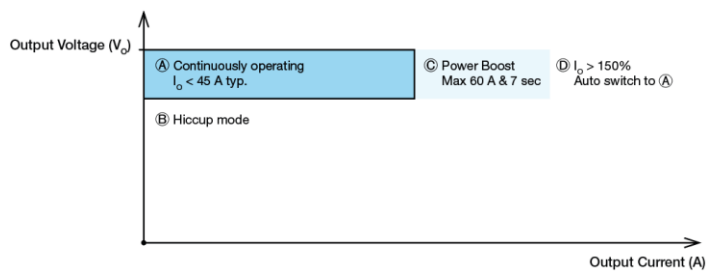 Output Voltage (Vo)
Ⓐ Continuously operating
Io < 45 A typ.
Ⓒ Power Boost
Max 60 A & 7 sec
Ⓓ Io > 150%
Auto switch to Ⓐ
Ⓑ Hiccup mode
Output Current (A)